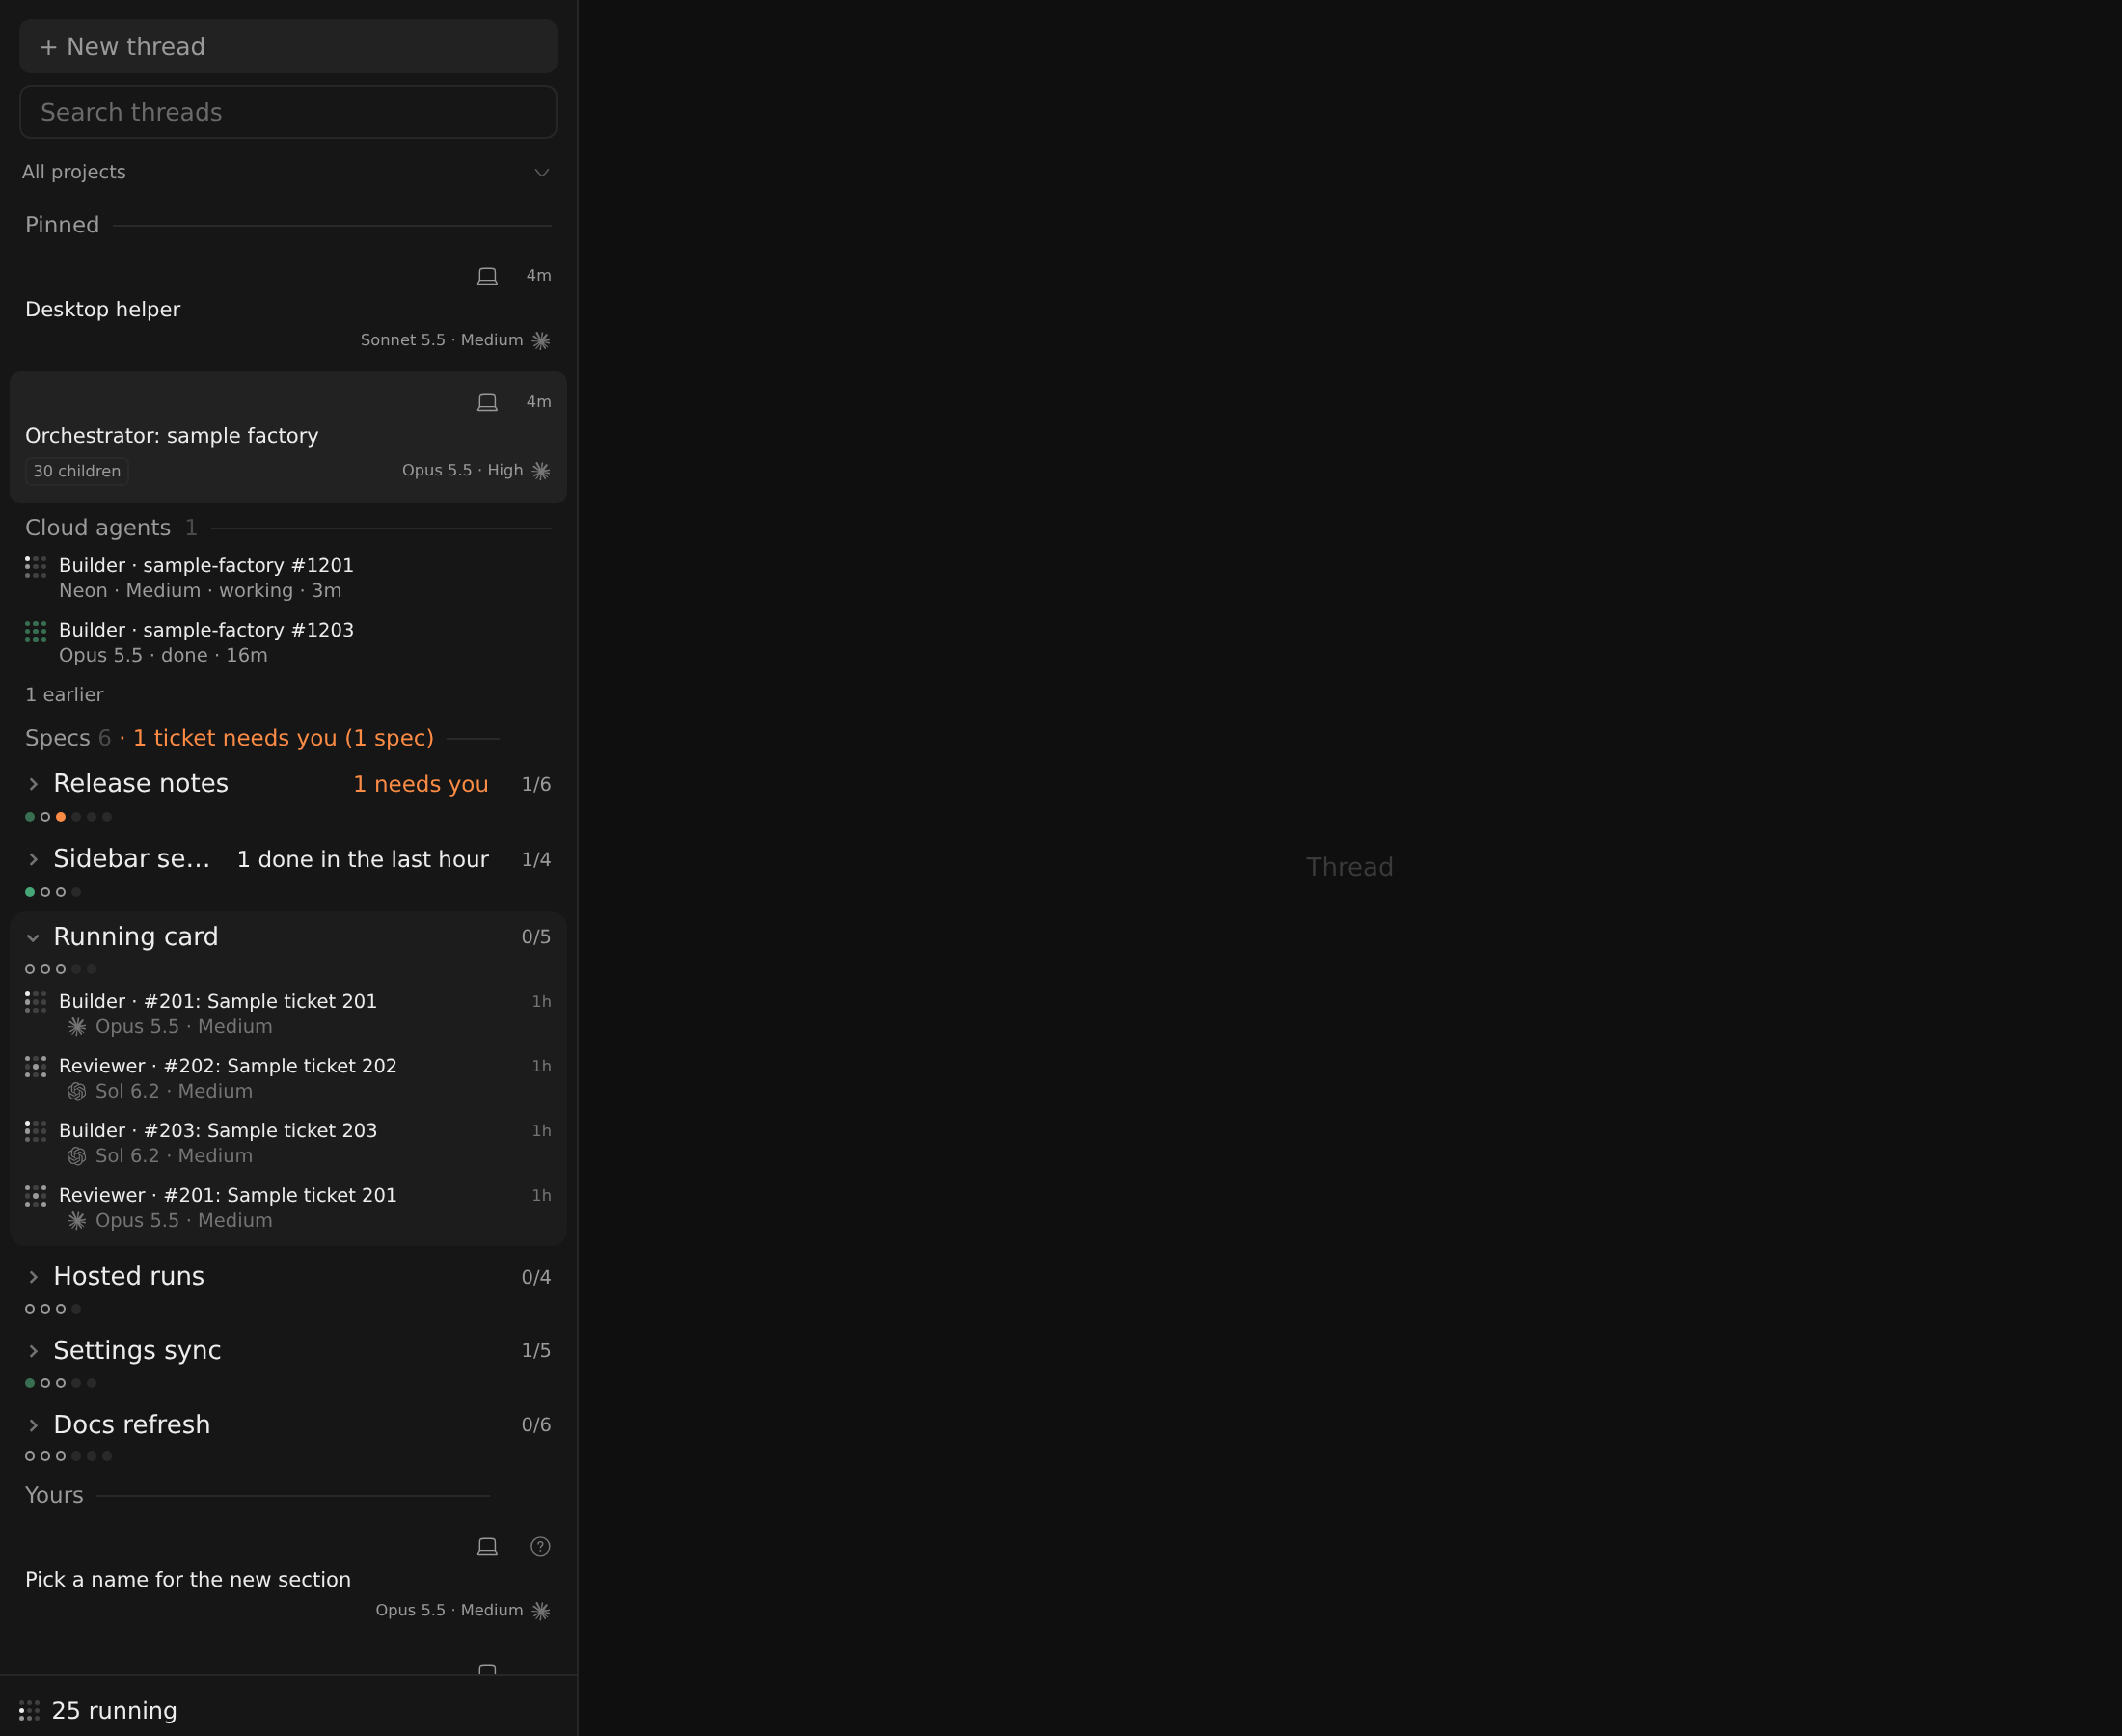 + New thread
Search threads
All projects
Pinned
4m
Desktop helper
Sonnet 5.5 · Medium
4m
Orchestrator: sample factory
30 children
Opus 5.5 · High
Cloud agents 1
Builder · sample-factory #1201
Neon · Medium · working · 3m
Builder · sample-factory #1203
Opus 5.5 · done · 16m
1 earlier
Specs 6 · 1 ticket needs you (1 spec)
Release notes 1 needs you 1/6
Sidebar se... 1 done in the last hour 1/4
Running card 0/5
Builder · #201: Sample ticket 201 1h
Opus 5.5 · Medium
Reviewer · #202: Sample ticket 202 1h
Sol 6.2 · Medium
Builder · #203: Sample ticket 203 1h
Sol 6.2 · Medium
Reviewer · #201: Sample ticket 201 1h
Opus 5.5 · Medium
Hosted runs 0/4
Settings sync 1/5
Docs refresh 0/6
Yours
?
Pick a name for the new section
Opus 5.5 · Medium
25 running
Thread